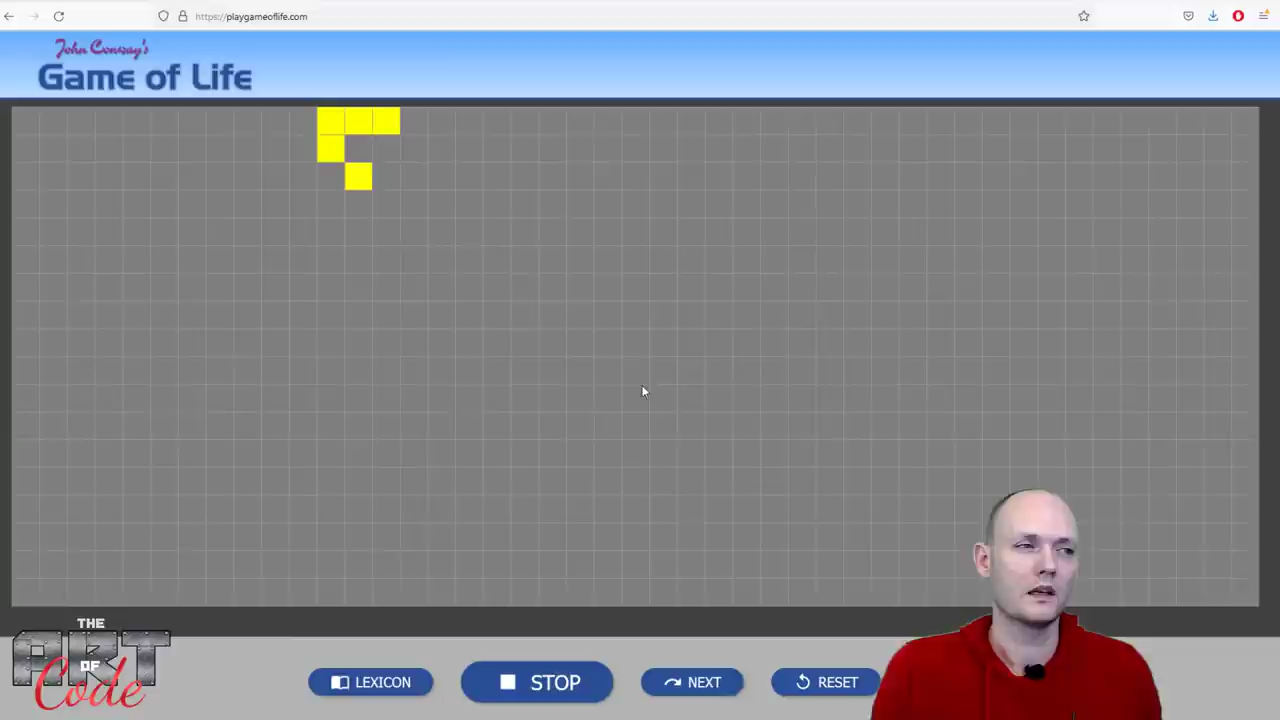 https://playgameoflife.com
John Conway's
Game of Life
THE
ART
OF
Code
LEXICON
STOP
NEXT
RESET